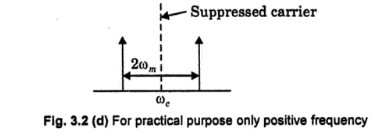 Suppressed carrier
2ωm
ωc
Fig. 3.2 (d) For practical purpose only positive frequency